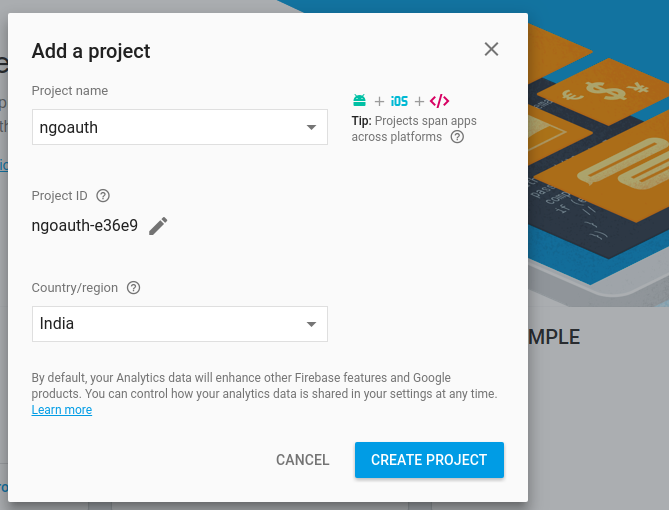 Add a project
Project name
+ iOS + </>
ngoauth
Tip: Projects span apps
across platforms ?
Project ID ?
ngoauth-e36e9
Country/region ?
India
MPLE
By default, your Analytics data will enhance other Firebase features and Google
products. You can control how your analytics data is shared in your settings at any time.
Learn more
CANCEL
CREATE PROJECT